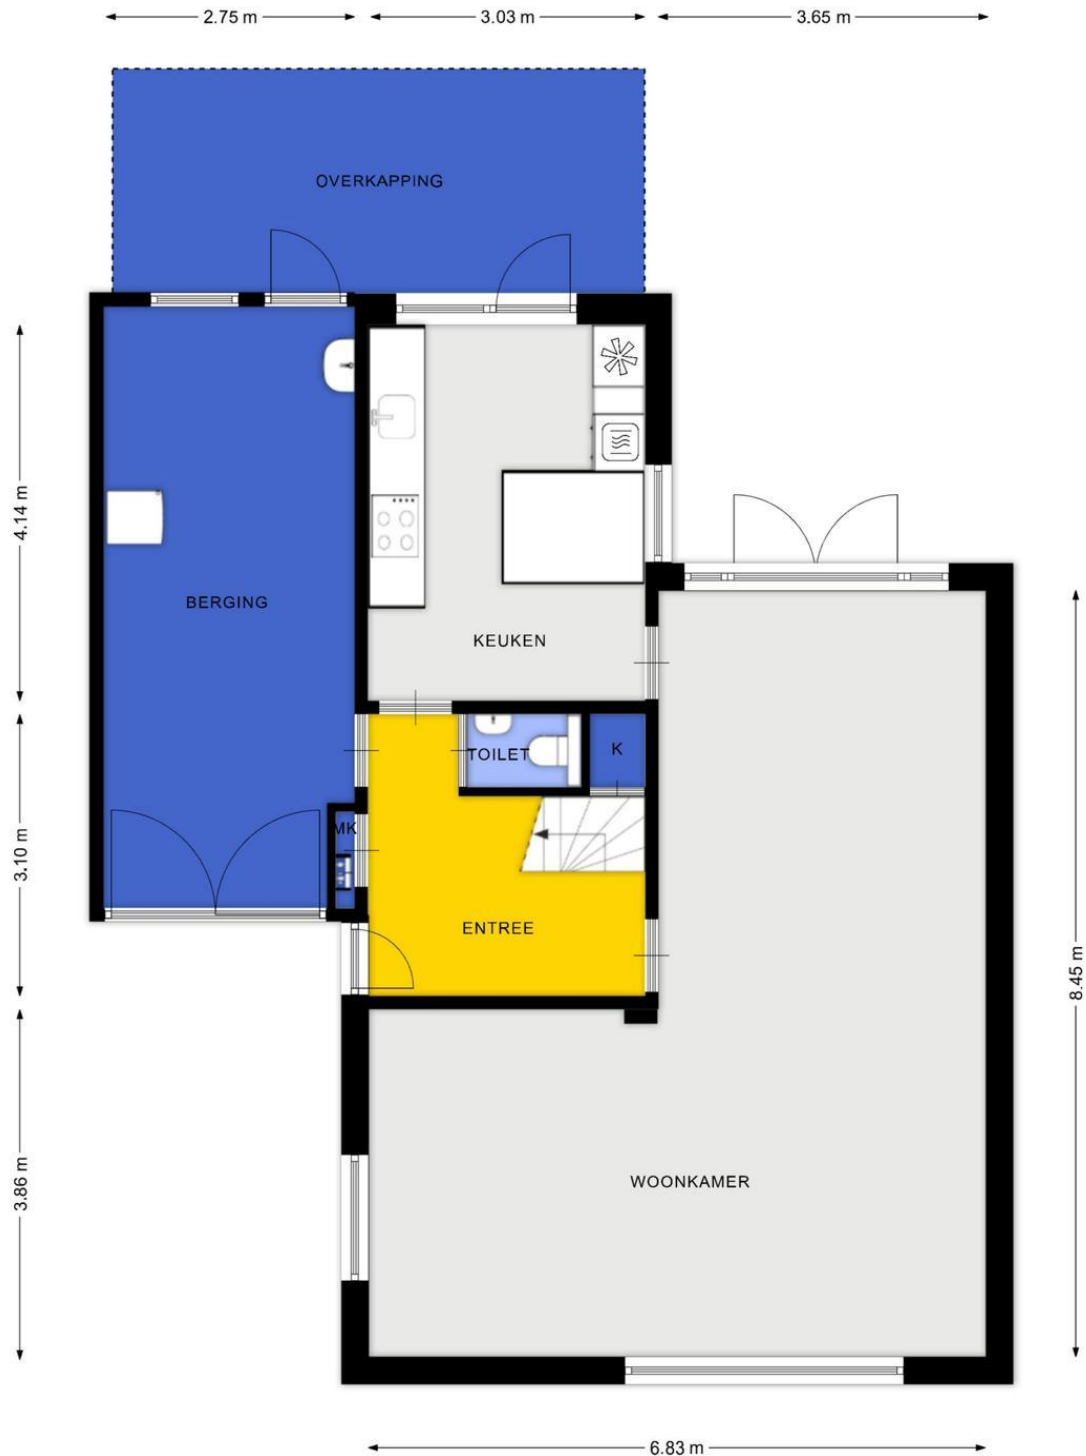 2.75 m
3.03 m
3.65 m
OVERKAPPING
4.14 m
BERGING
KEUKEN
TOILET
K
MK
3.10 m
ENTREE
8.45 m
3.86 m
WOONKAMER
6.83 m